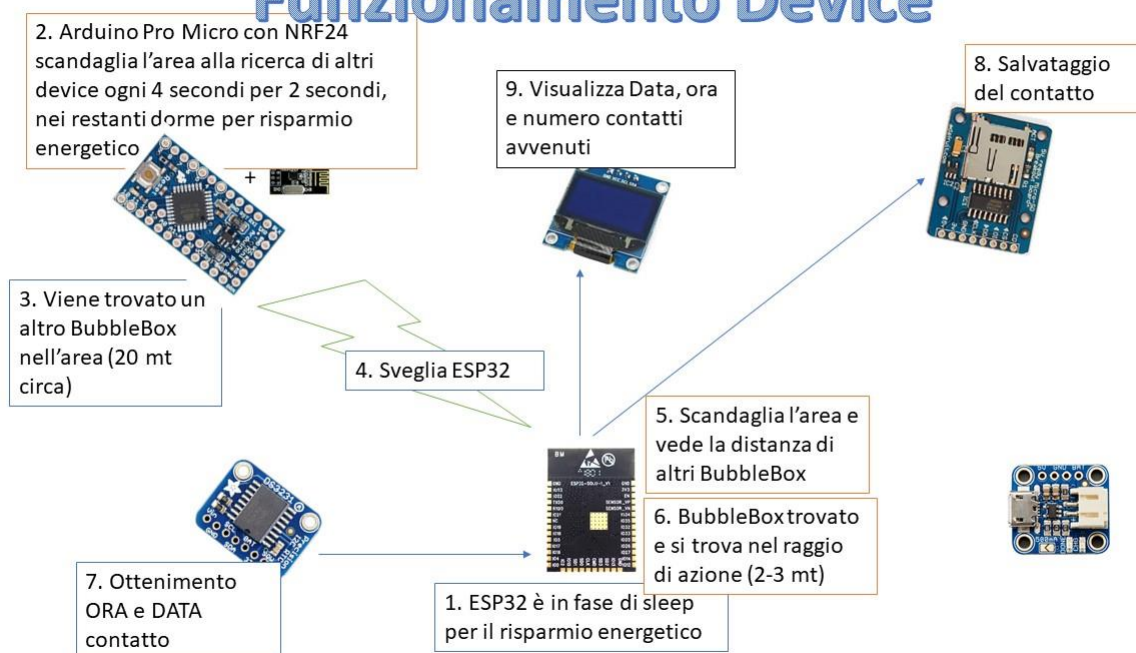 Funzionamento Device
2. Arduino Pro Micro con NRF24
scandaglia l'area alla ricerca di altri
device ogni 4 secondi per 2 secondi,
nei restanti dorme per risparmio
energetico
+
9. Visualizza Data, ora
e numero contatti
avvenuti
8. Salvataggio
del contatto
3. Viene trovato un
altro BubbleBox
nell'area (20 mt
circa)
4. Sveglia ESP32
5. Scandaglia l'area e
vede la distanza di
altri BubbleBox
6. BubbleBox trovato
e si trova nel raggio
di azione (2-3 mt)
7. Ottenimento
ORA e DATA
contatto
1. ESP32 è in fase di sleep
per il risparmio energetico
DS3231
5V GND BAT